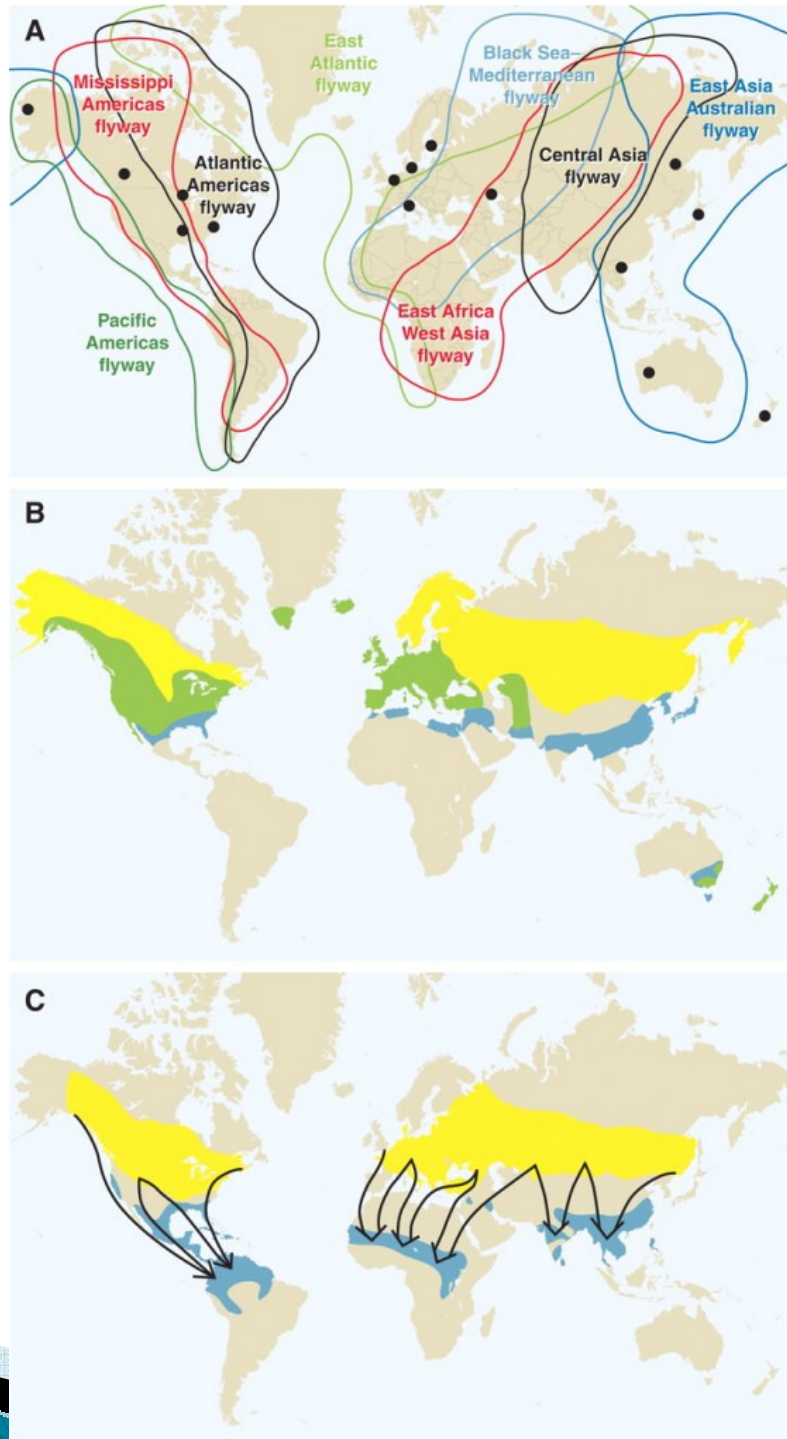 A
Mississippi
Americas
flyway
Atlantic
Americas
flyway
Pacific
Americas
flyway
East
Atlantic
flyway
Black Sea–
Mediterranean
flyway
East Africa
West Asia
flyway
Central Asia
flyway
East Asia
Australian
flyway
B
C